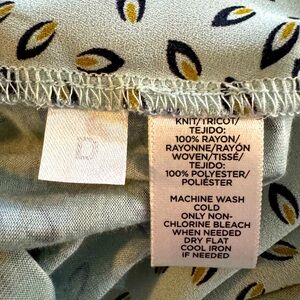 D
KNIT/TRICOT/
TEJIDO:
100% RAYON/
RAYONNE/RAYÓN
WOVEN/TISSÉ/
TEJIDO:
100% POLYESTER/
POLIÉSTER
MACHINE WASH
COLD
ONLY NON-
CHLORINE BLEACH
WHEN NEEDED
DRY FLAT
COOL IRON
IF NEEDED